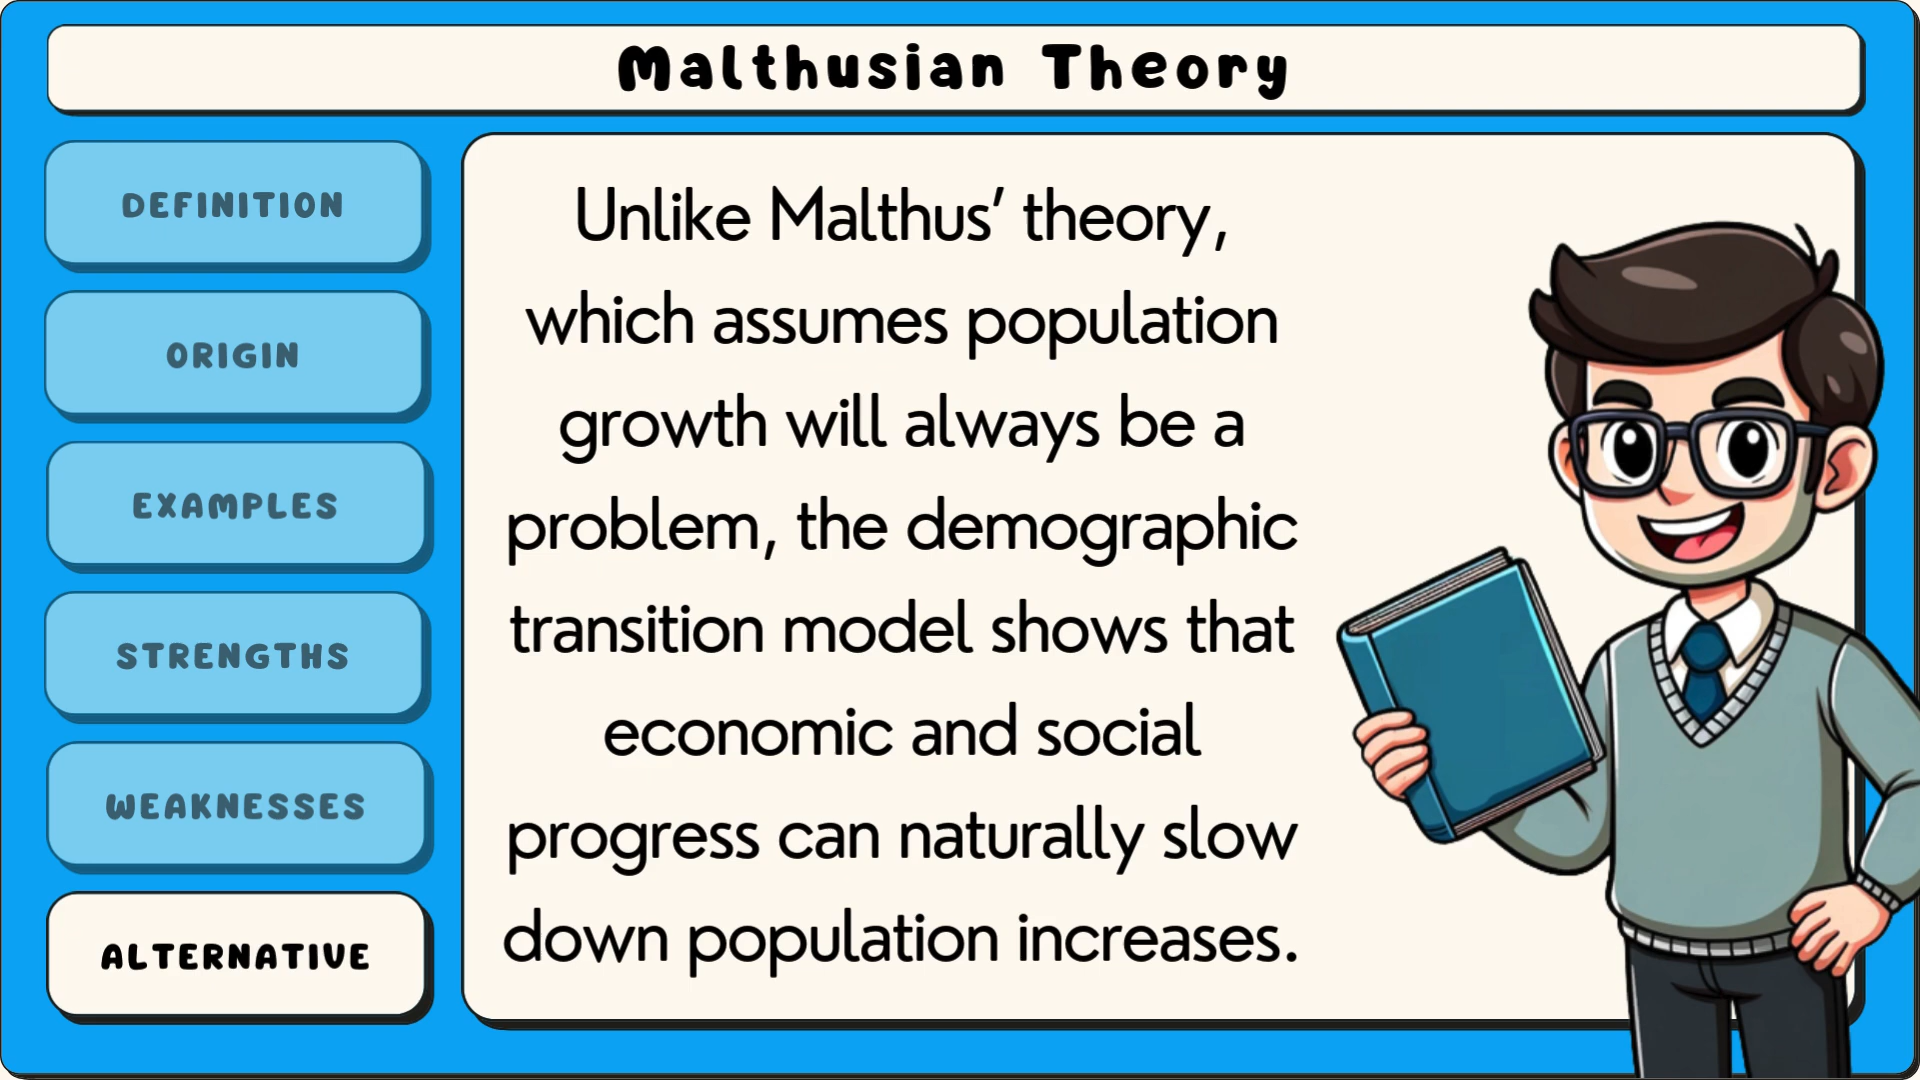 Malthusian Theory
DEFINITION
ORIGIN
EXAMPLES
STRENGTHS
WEAKNESSES
ALTERNATIVE
Unlike Malthus’ theory,
which assumes population
growth will always be a
problem, the demographic
transition model shows that
economic and social
progress can naturally slow
down population increases.